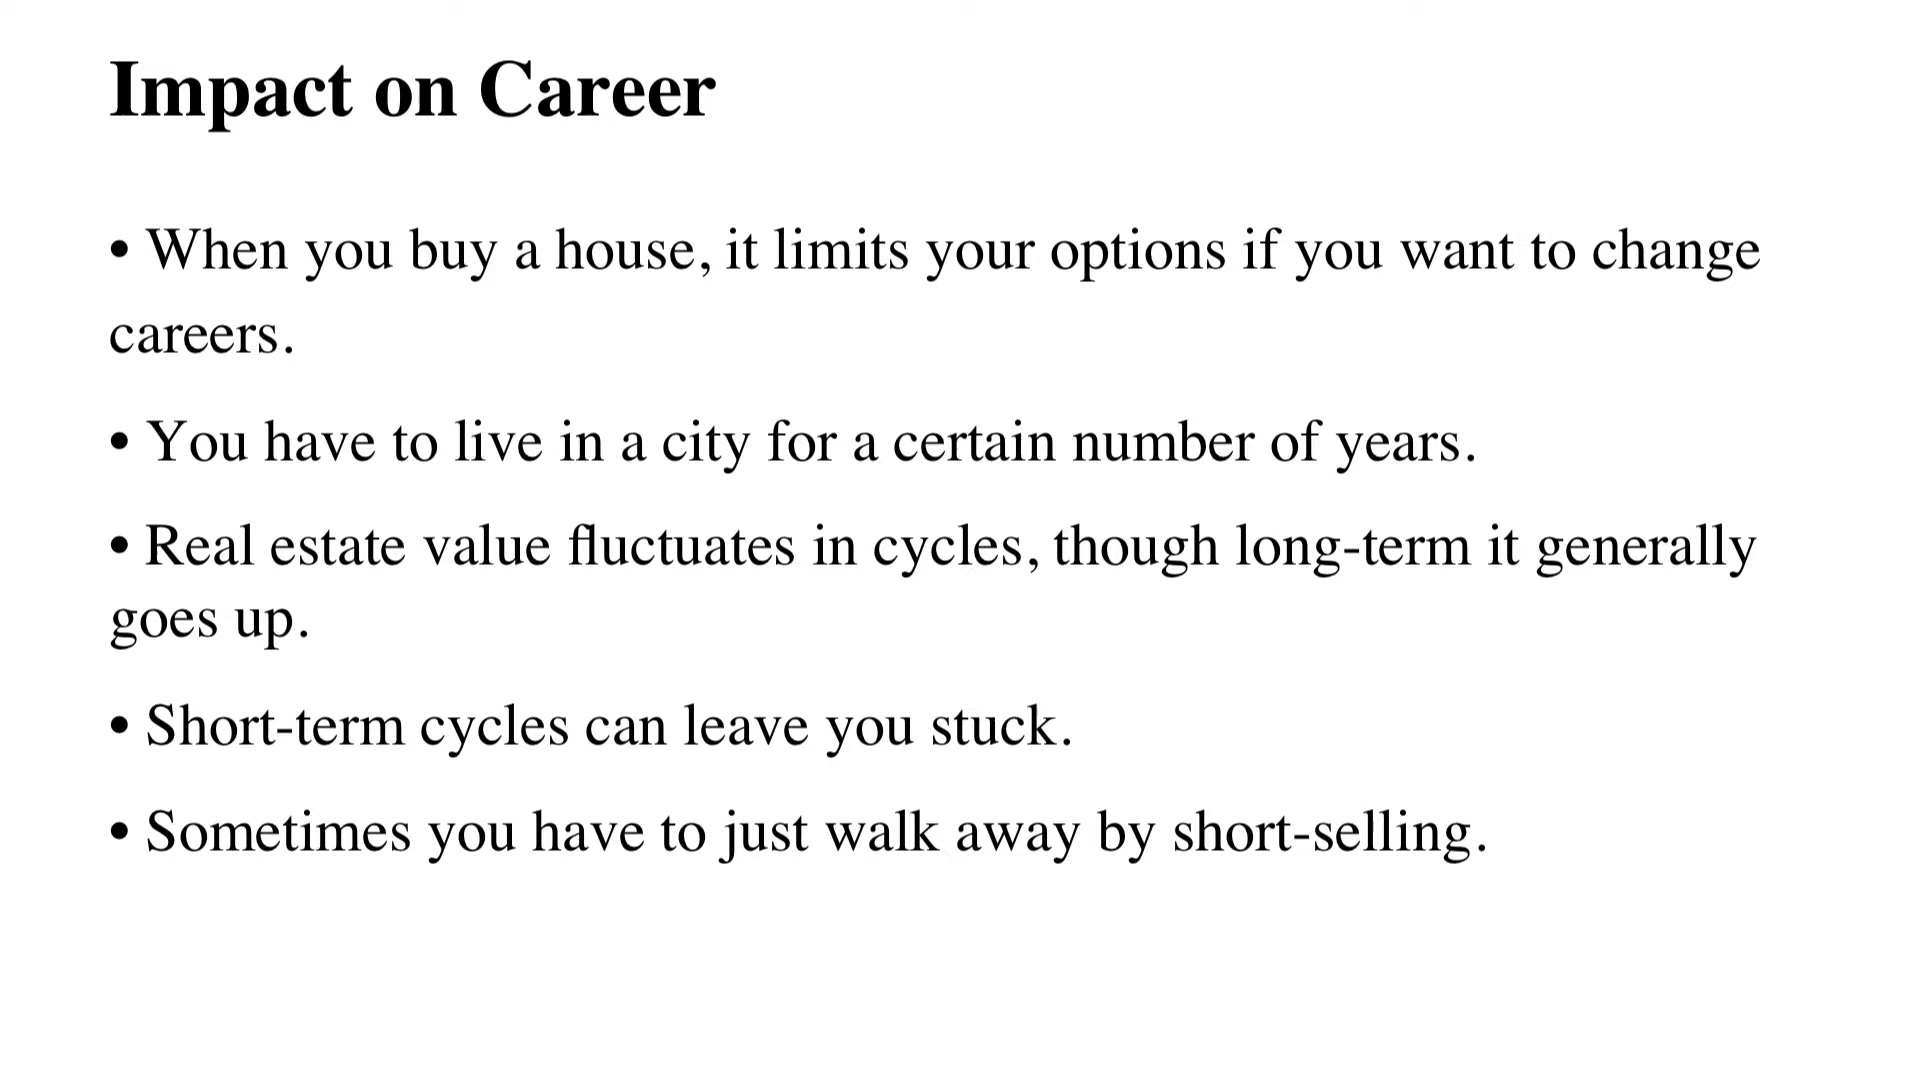 Impact on Career
• When you buy a house, it limits your options if you want to change
careers.
• You have to live in a city for a certain number of years.
• Real estate value fluctuates in cycles, though long-term it generally
goes up.
• Short-term cycles can leave you stuck.
• Sometimes you have to just walk away by short-selling.